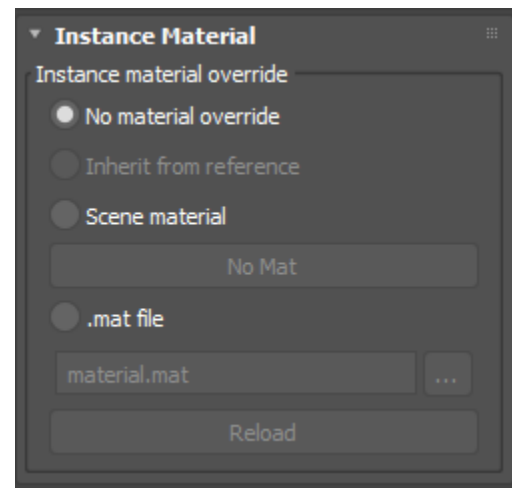 Instance Material
Instance material override
No material override
Inherit from reference
Scene material
No Mat
.mat file
material.mat
...
Reload